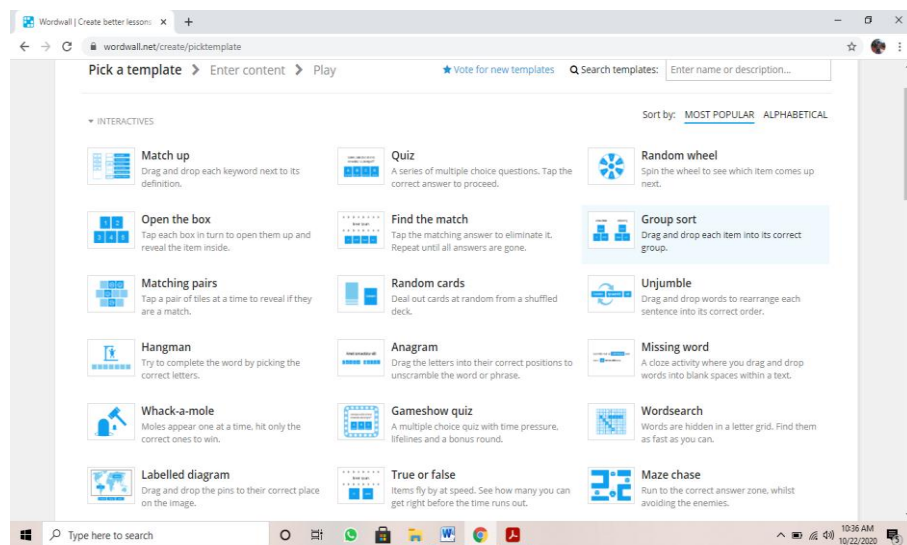 Wordwall | Create better lessons
wordwall.net/create/picktemplate
Pick a template > Enter content > Play
Vote for new templates
Search templates:
Enter name or description...
INTERACTIVES
Sort by: MOST POPULAR ALPHABETICAL
Match up
Drag and drop each keyword next to its
definition.
Quiz
A series of multiple choice questions. Tap the
correct answer to proceed.
Random wheel
Spin the wheel to see which item comes up
next.
Open the box
Tap each box in turn to open them up and
reveal the item inside.
Find the match
Tap the matching answer to eliminate it.
Repeat until all answers are gone.
Group sort
Drag and drop each item into its correct
group.
Matching pairs
Tap a pair of tiles at a time to reveal if they
are a match.
Random cards
Deal out cards at random from a shuffled
deck.
Unjumble
Drag and drop words to rearrange each
sentence into its correct order.
Hangman
Try to complete the word by picking the
correct letters.
Anagram
Drag the letters into their correct positions to
unscramble the word or phrase.
Missing word
A cloze activity where you drag and drop
words into blank spaces within a text.
Whack-a-mole
Moles appear one at a time, hit only the
correct ones to win.
Gameshow quiz
A multiple choice quiz with time pressure,
lifelines and a bonus round.
Wordsearch
Words are hidden in a letter grid. Find them
as fast as you can.
Labelled diagram
Drag and drop the pins to their correct place
on the image.
True or false
Items fly by at speed. See how many you can
get right before the time runs out.
Maze chase
Run to the correct answer zone, whilst
avoiding the enemies.
Type here to search
10:36 AM
10/22/2020